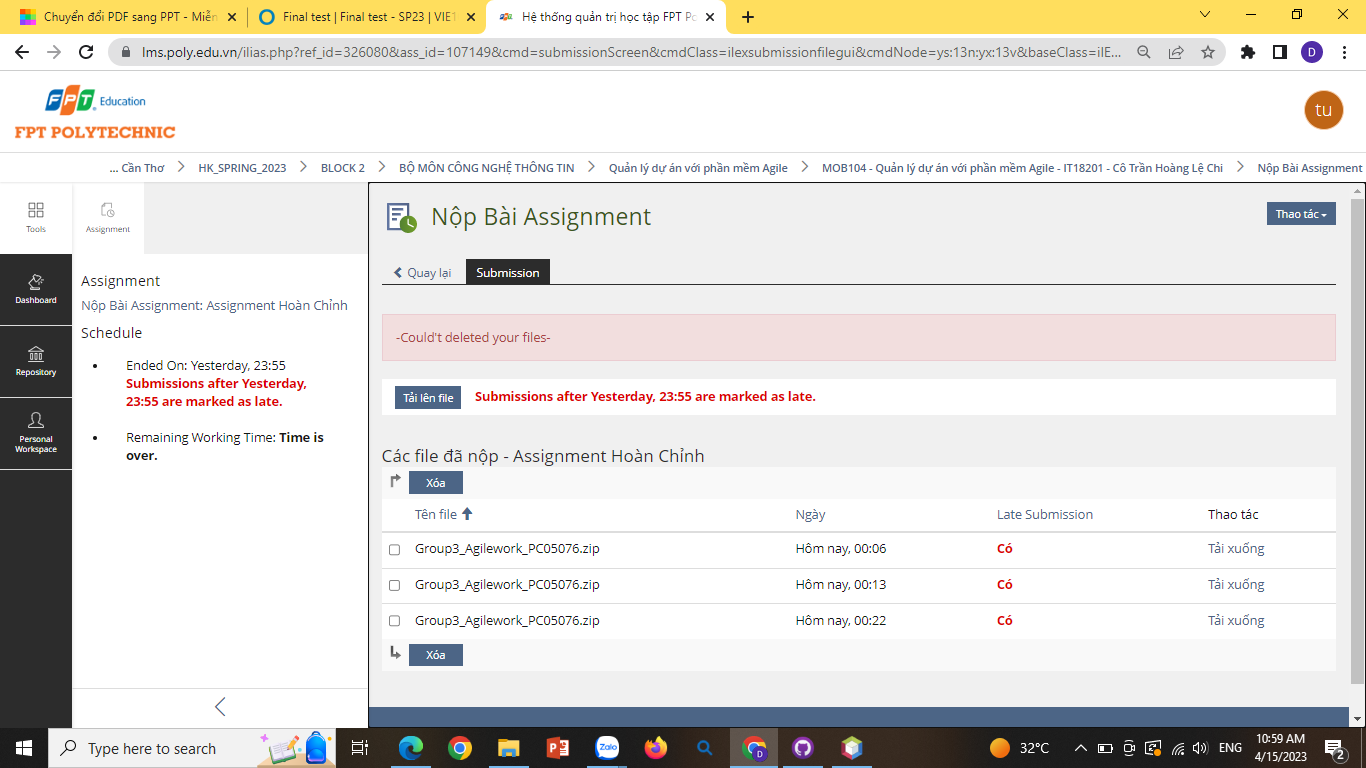 Chuyển đổi PDF sang PPT - Miễn
Final test | Final test - SP23 | VIE1
Hệ thống quản trị học tập FPT Po
lms.poly.edu.vn/ilias.php?ref_id=326080&ass_id=107149&cmd=submissionScreen&cmdClass=ilexsubmissionfilegui&cmdNode=ys:13n:yx:13v&baseClass=ilE...
D
FPT Education
FPT POLYTECHNIC
tu
... Cần Thơ
HK_SPRING_2023
BLOCK 2
BỘ MÔN CÔNG NGHỆ THÔNG TIN
Quản lý dự án với phần mềm Agile
MOB104 - Quản lý dự án với phần mềm Agile - IT18201 - Cô Trần Hoàng Lệ Chi
Nộp Bài Assignment
Tools
Assignment
Dashboard
Repository
Personal
Workspace
Assignment
Nộp Bài Assignment: Assignment Hoàn Chỉnh
Schedule
Ended On: Yesterday, 23:55
Submissions after Yesterday,
23:55 are marked as late.
Remaining Working Time: Time is
over.
Nộp Bài Assignment
Thao tác
Quay lại
Submission
-Could't deleted your files-
Tải lên file
Submissions after Yesterday, 23:55 are marked as late.
Các file đã nộp - Assignment Hoàn Chỉnh
Xóa
Tên file
Ngày
Late Submission
Thao tác
Group3_Agilework_PC05076.zip
Hôm nay, 00:06
Có
Tải xuống
Group3_Agilework_PC05076.zip
Hôm nay, 00:13
Có
Tải xuống
Group3_Agilework_PC05076.zip
Hôm nay, 00:22
Có
Tải xuống
Xóa
Type here to search
Zalo
D
32°C
ENG
10:59 AM
4/15/2023
2